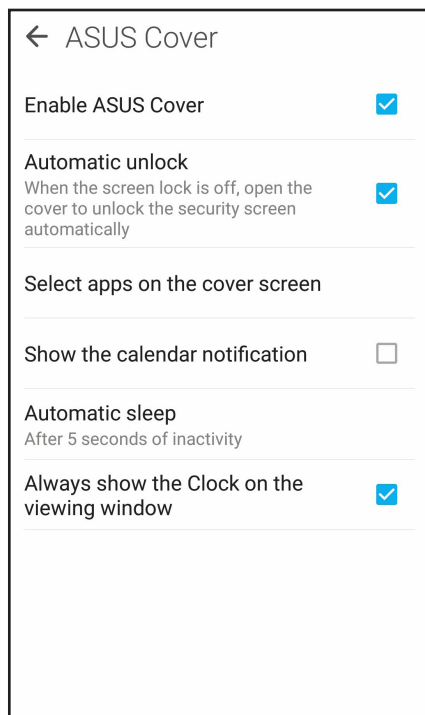 ASUS Cover
Enable ASUS Cover
Automatic unlock
When the screen lock is off, open the
cover to unlock the security screen
automatically
Select apps on the cover screen
Show the calendar notification
Automatic sleep
After 5 seconds of inactivity
Always show the Clock on the
viewing window